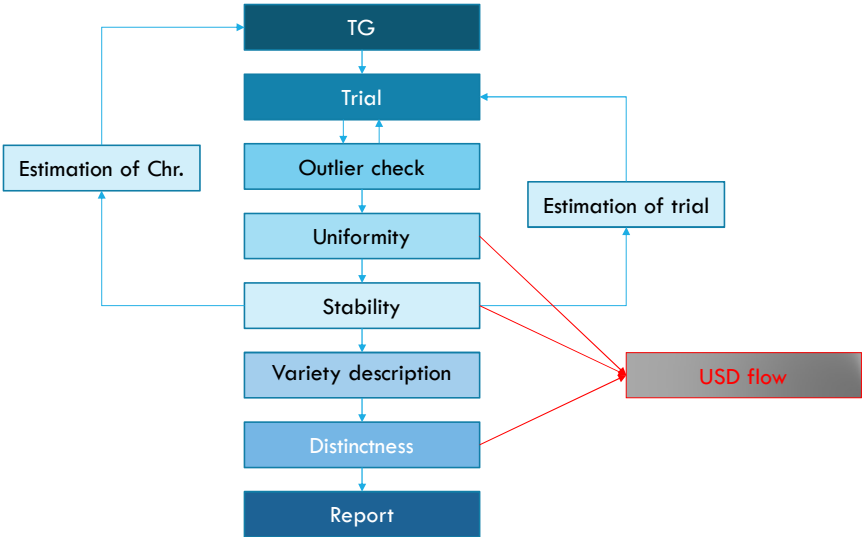 TG
Trial
Outlier check
Estimation of Chr.
Estimation of trial
Uniformity
Stability
Variety description
USD flow
Distinctness
Report